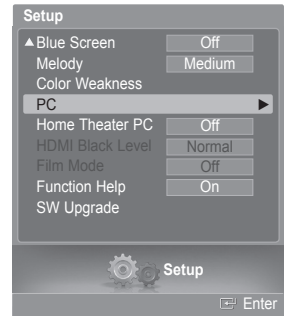 Setup
▲Blue Screen Off
Melody Medium
Color Weakness
PC ►
Home Theater PC Off
HDMI Black Level Normal
Film Mode Off
Function Help On
SW Upgrade
Setup
Enter